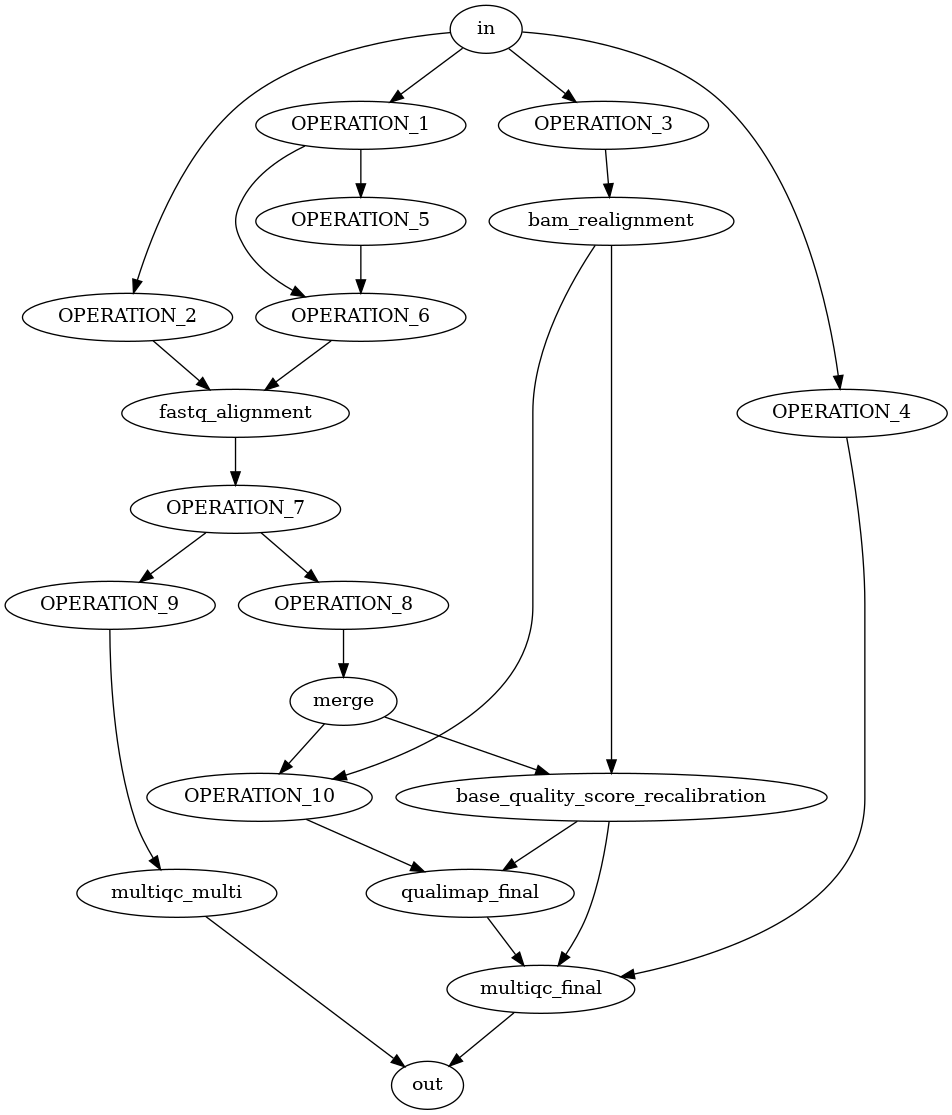 in
OPERATION_1
OPERATION_3
OPERATION_5
bam_realignment
OPERATION_2
OPERATION_6
fastq_alignment
OPERATION_4
OPERATION_7
OPERATION_9
OPERATION_8
merge
OPERATION_10
base_quality_score_recalibration
multiqc_multi
qualimap_final
multiqc_final
out